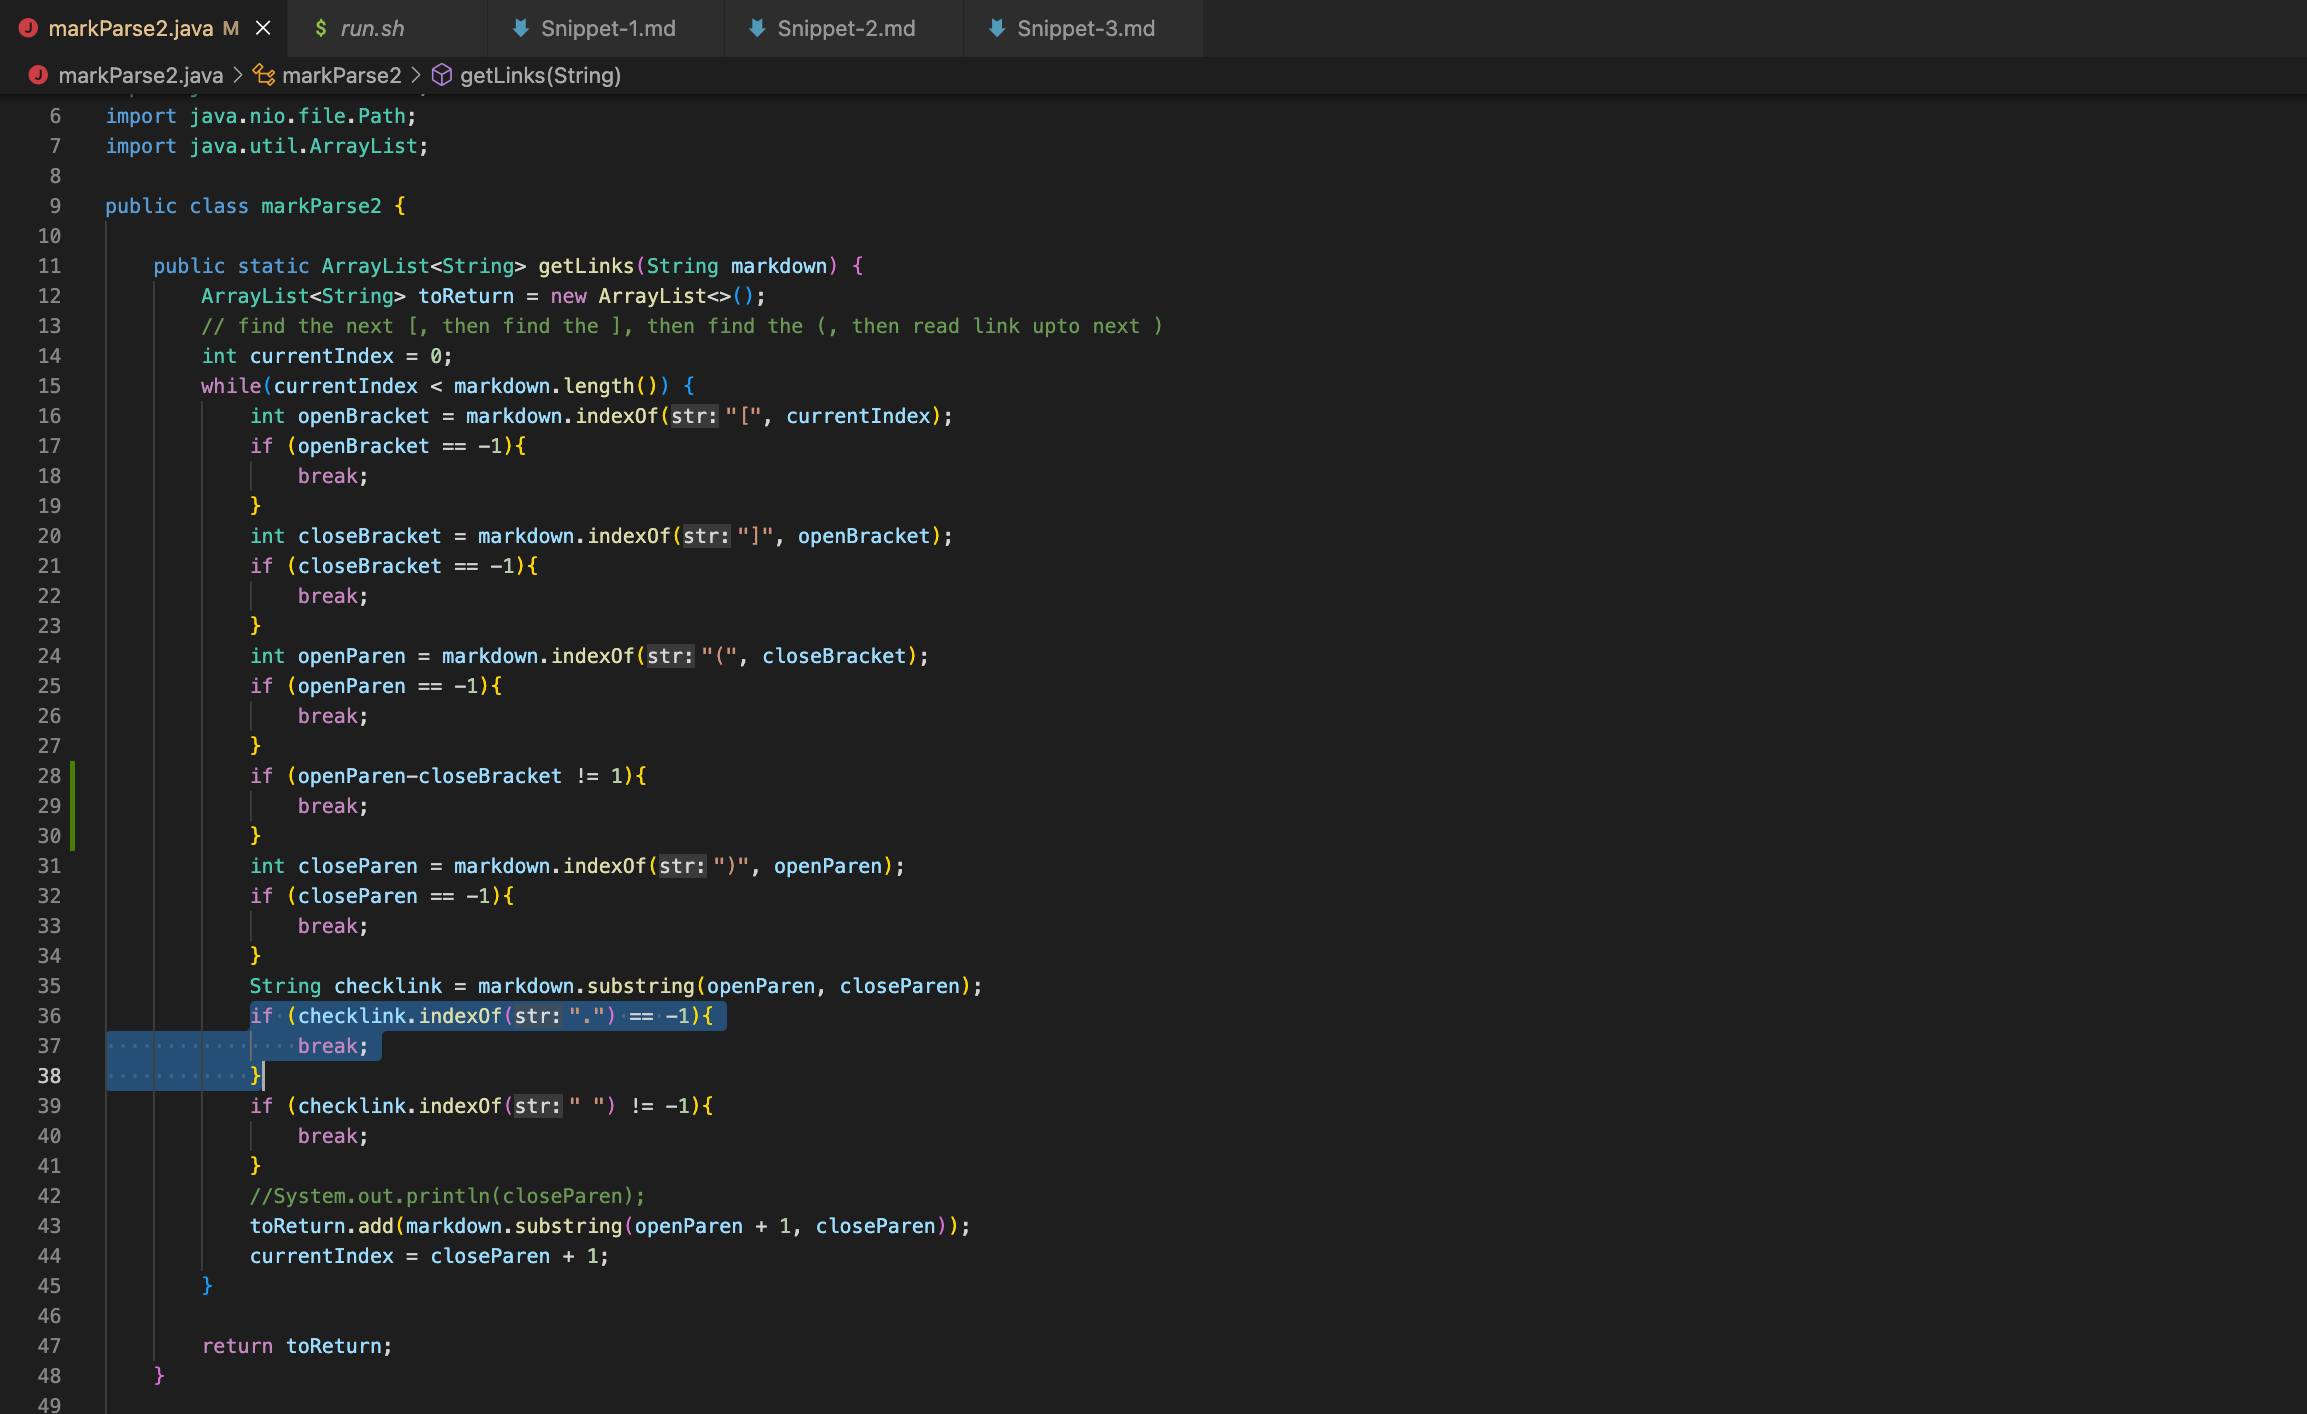 markParse2.java M
run.sh
Snippet-1.md
Snippet-2.md
Snippet-3.md
markParse2.java > markParse2 > getLinks(String)
6 import java.nio.file.Path;
7 import java.util.ArrayList;
8
9 public class markParse2 {
10
11     public static ArrayList<String> getLinks(String markdown) {
12         ArrayList<String> toReturn = new ArrayList<>();
13         // find the next [, then find the ], then find the (, then read link upto next )
14         int currentIndex = 0;
15         while(currentIndex < markdown.length()) {
16             int openBracket = markdown.indexOf(str: "[", currentIndex);
17             if (openBracket == -1){
18                 break;
19             }
20             int closeBracket = markdown.indexOf(str: "]", openBracket);
21             if (closeBracket == -1){
22                 break;
23             }
24             int openParen = markdown.indexOf(str: "(", closeBracket);
25             if (openParen == -1){
26                 break;
27             }
28             if (openParen-closeBracket != 1){
29                 break;
30             }
31             int closeParen = markdown.indexOf(str: ")", openParen);
32             if (closeParen == -1){
33                 break;
34             }
35             String checklink = markdown.substring(openParen, closeParen);
36             if (checklink.indexOf(str: ".") == -1){
37                 break;
38             }
39             if (checklink.indexOf(str: " ") != -1){
40                 break;
41             }
42             //System.out.println(closeParen);
43             toReturn.add(markdown.substring(openParen + 1, closeParen));
44             currentIndex = closeParen + 1;
45         }
46
47         return toReturn;
48     }
49